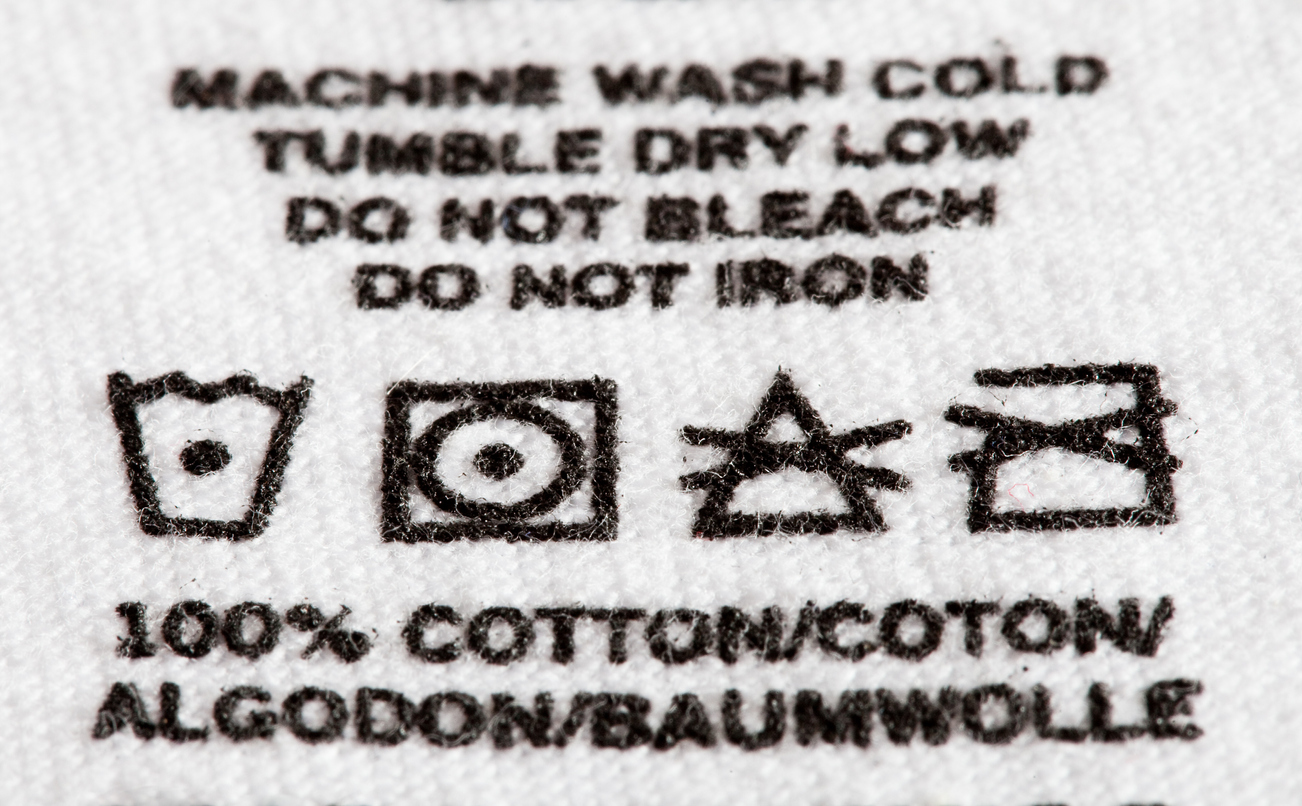 MACHINE WASH COLD
TUMBLE DRY LOW
DO NOT BLEACH
DO NOT IRON
100% COTTON/COTON/
ALGODON/BAUMWOLLE